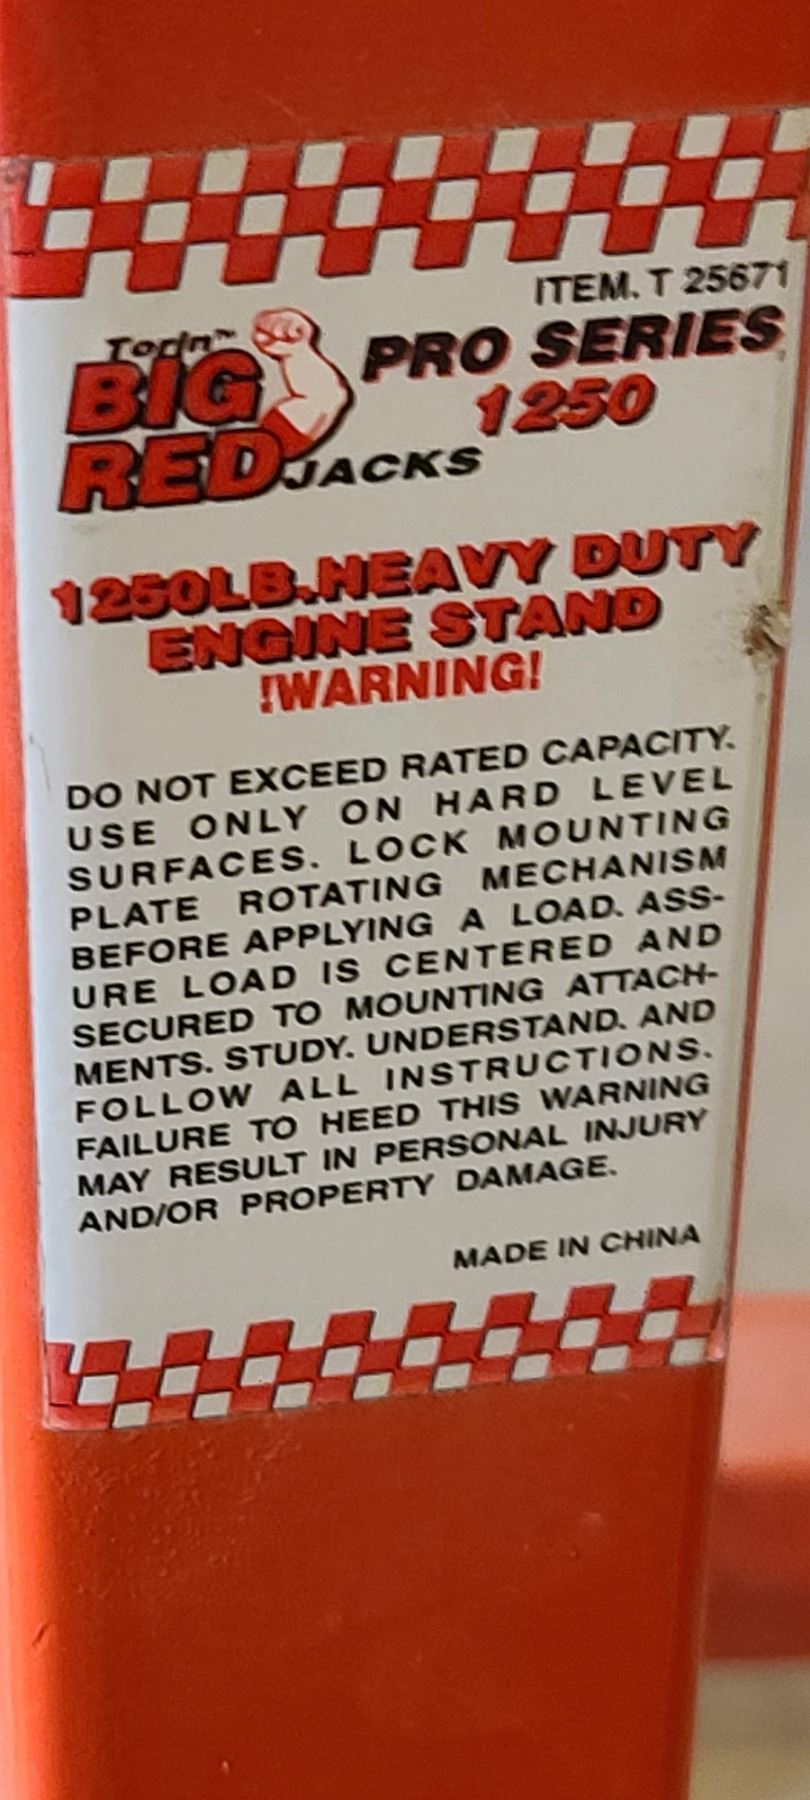 ITEM. T 25671
Torin™
BIG
RED JACKS
PRO SERIES
1250
1250LB.HEAVY DUTY
ENGINE STAND
!WARNING!
DO NOT EXCEED RATED CAPACITY.
USE ONLY ON HARD LEVEL
SURFACES. LOCK MOUNTING
PLATE ROTATING MECHANISM
BEFORE APPLYING A LOAD. ASS-
URE LOAD IS CENTERED AND
SECURED TO MOUNTING ATTACH-
MENTS. STUDY. UNDERSTAND. AND
FOLLOW ALL INSTRUCTIONS.
FAILURE TO HEED THIS WARNING
MAY RESULT IN PERSONAL INJURY
AND/OR PROPERTY DAMAGE.
MADE IN CHINA